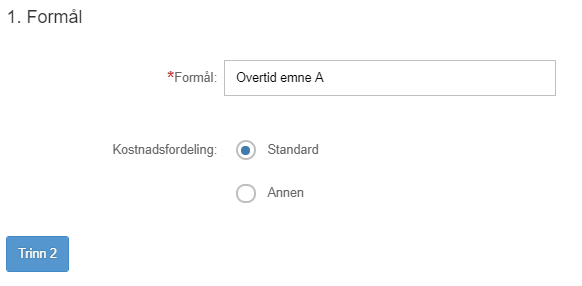 1. Formål
*Formål: Overtid emne A
Kostnadsfordeling: Standard
Annen
Trinn 2